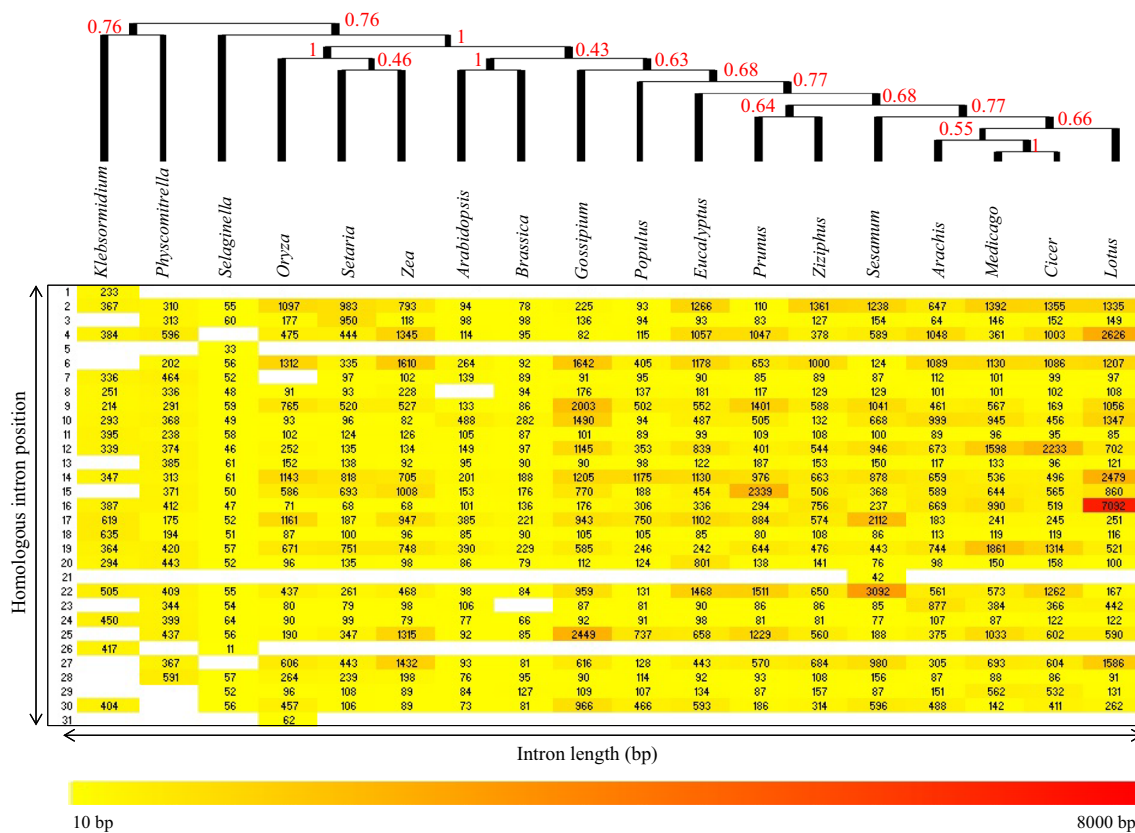 0.76 0.76
1
1 0.43
0.46 1 0.63
0.68
0.77
0.64 0.68
0.77
0.55 0.66
1
Klebsormidium Physcomitrella Selaginella Oryza Setaria Zea Arabidopsis Brassica Gossipium Populus Eucalyptus Prunus Ziziphus Sesamum Arachis Medicago Cicer Lotus
Homologous intron position
1 233
2 367 310 55 1097 983 793 94 78 225 93 1266 110 1361 1238 647 1392 1355 1335
3 313 60 177 950 118 98 98 136 94 93 83 127 154 64 146 152 149
4 384 596 475 444 1345 114 95 82 115 1057 1047 378 589 1048 361 1003 2626
5 33
6 202 56 1312 335 1610 264 92 1642 405 1178 653 1000 124 1089 1130 1086 1207
7 336 464 52 97 102 139 89 91 95 90 85 89 87 112 101 99 97
8 251 336 48 91 93 228 94 176 137 181 117 129 129 101 101 102 108
9 214 291 59 765 520 527 133 86 2003 502 552 1401 588 1041 461 567 169 1056
10 293 368 49 93 96 82 488 282 1490 94 487 505 132 668 999 945 456 1347
11 395 238 58 102 124 126 105 87 101 89 99 109 108 100 89 96 95 85
12 339 374 46 252 135 134 149 97 1145 353 839 401 544 946 673 1598 2233 702
13 385 61 152 138 92 95 90 90 98 122 187 153 150 117 133 96 121
14 347 313 61 1143 818 705 201 188 1205 1175 1130 976 663 878 659 536 496 2479
15 371 50 586 693 1008 153 176 770 188 454 2339 506 368 589 644 565 860
16 387 412 47 71 68 68 101 136 176 306 336 294 756 237 669 990 519 7092
17 619 175 52 1161 187 947 385 221 943 750 1102 884 574 2112 183 241 245 251
18 635 194 51 87 100 96 85 90 105 105 85 80 108 86 113 119 119 116
19 364 420 57 671 751 748 390 229 585 246 242 644 476 443 744 1861 1314 521
20 294 443 52 96 135 98 86 79 112 124 801 138 141 76 98 150 158 100
21 42
22 505 409 55 437 261 468 98 84 959 131 1468 1511 650 3092 561 573 1262 167
23 344 54 80 79 98 106 87 81 90 86 86 85 877 384 366 442
24 450 399 64 90 99 79 77 66 92 91 98 81 81 77 107 87 122 122
25 437 56 190 347 1315 92 81 2449 737 658 1229 560 188 375 1033 602 590
26 417 11
27 367 606 443 1432 93 81 616 128 443 570 684 980 305 693 604 1586
28 591 57 264 239 198 76 95 90 114 92 93 108 156 87 88 86 91
29 52 96 108 89 84 127 109 107 134 87 157 87 151 562 532 131
30 404 56 457 106 89 73 81 966 466 593 186 314 596 488 142 411 262
31 62
Intron length (bp)
10 bp 8000 bp